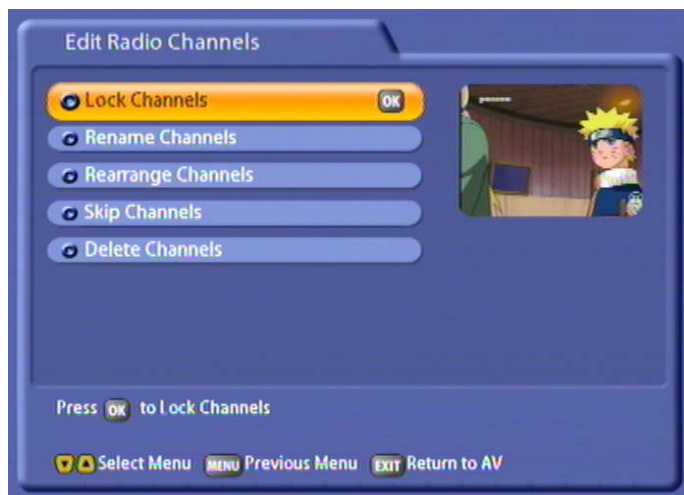 Edit Radio Channels
Lock Channels OK
Rename Channels
Rearrange Channels
Skip Channels
Delete Channels
Press OK to Lock Channels
Select Menu MENU Previous Menu EXIT Return to AV